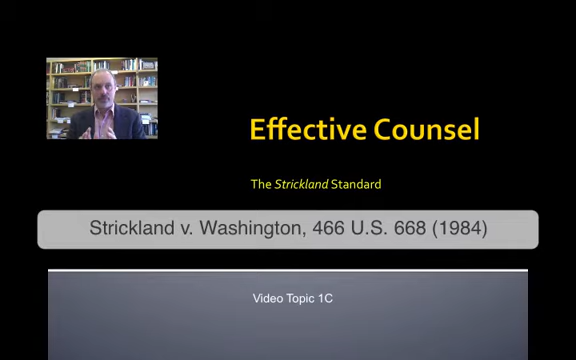 Effective Counsel
The Strickland Standard
Strickland v. Washington, 466 U.S. 668 (1984)
Video Topic 1C